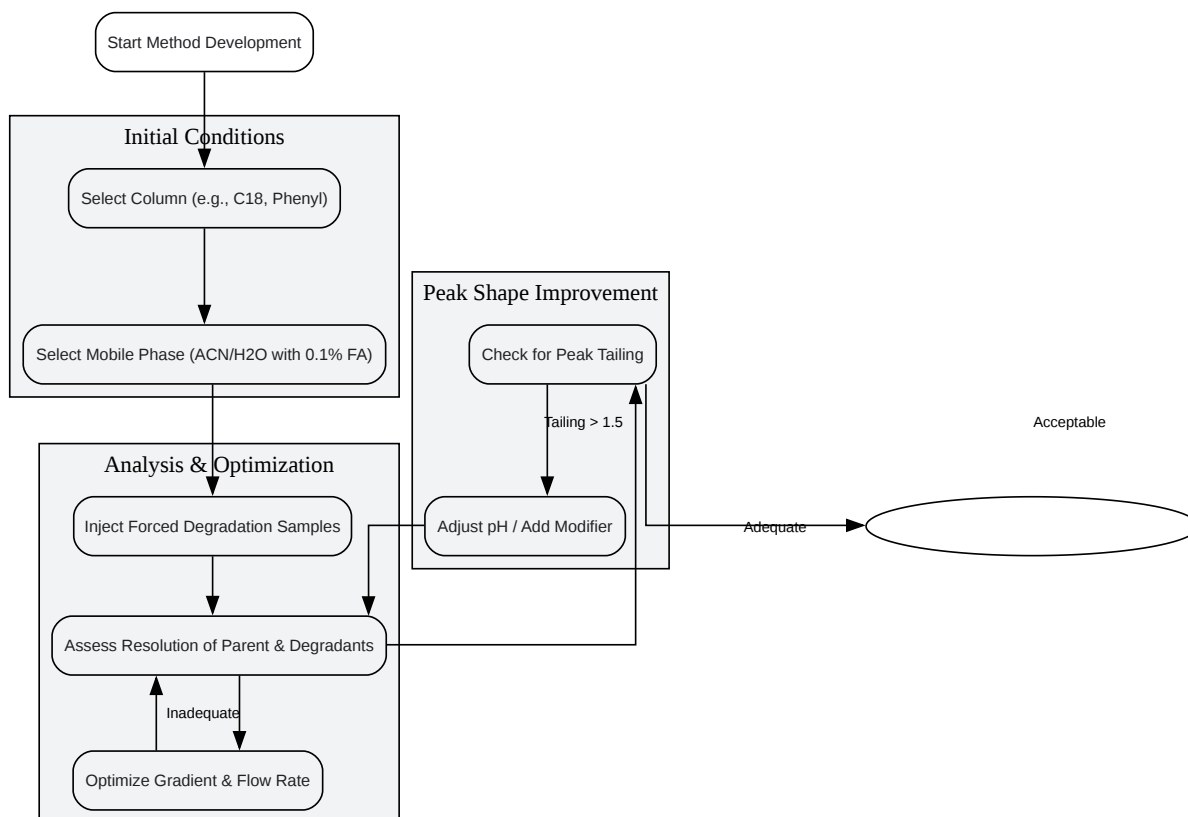 Start Method Development
Initial Conditions
Select Column (e.g., C18, Phenyl)
Select Mobile Phase (ACN/H2O with 0.1% FA)
Peak Shape Improvement
Check for Peak Tailing
Tailing > 1.5
Acceptable
Analysis & Optimization
Inject Forced Degradation Samples
Adjust pH / Add Modifier
Adequate
Assess Resolution of Parent & Degradants
Inadequate
Optimize Gradient & Flow Rate